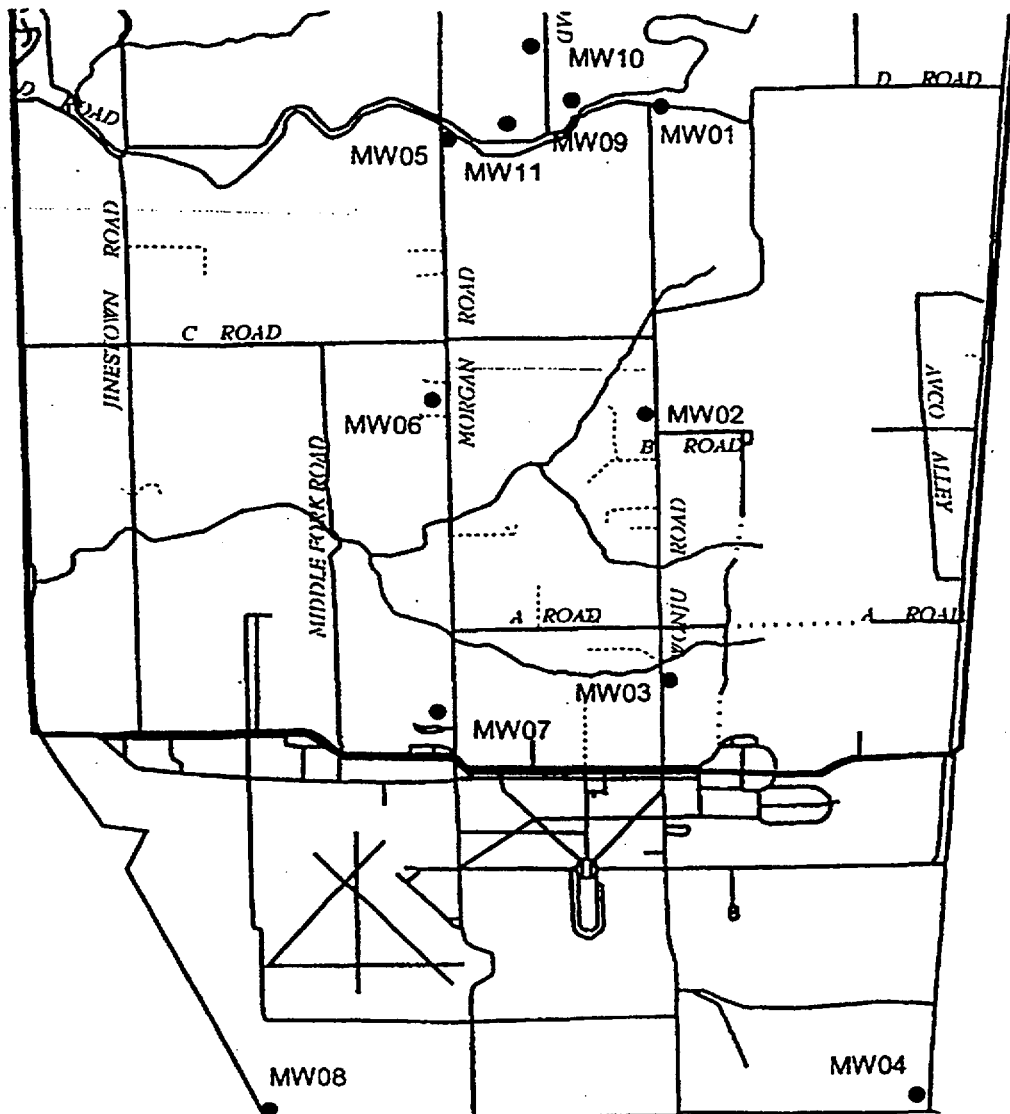 MW10
D ROAD
D ROAD
MW01
MW09
MW05
MW11
JINESTOWN ROAD
MORGAN ROAD
C ROAD
MW06
MW02
B ROAD
AVCO ALLEY
MIDDLE FORK ROAD
WONJU ROAD
A ROAD
A ROAD
MW03
MW07
MW08
MW04